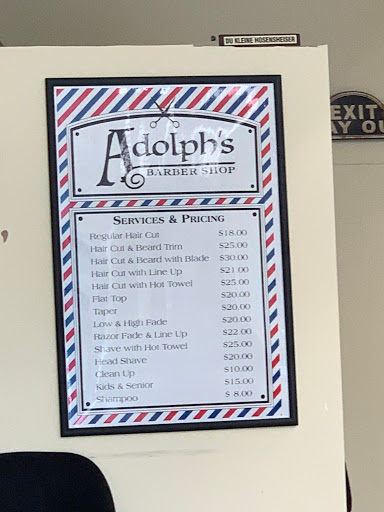 DU KLEINE HOSENSHEISER
EXIT
AY OU
Adolph's
BARBER SHOP
SERVICES & PRICING
Regular Hair Cut $18.00
Hair Cut & Beard Trim $25.00
Hair Cut & Beard with Blade $30.00
Hair Cut with Line Up $21.00
Hair Cut with Hot Towel $25.00
Flat Top $20.00
Taper $20.00
Low & High Fade $20.00
Razor Fade & Line Up $22.00
Shave with Hot Towel $25.00
Head Shave $20.00
Clean Up $10.00
Kids & Senior $15.00
Shampoo $ 8.00